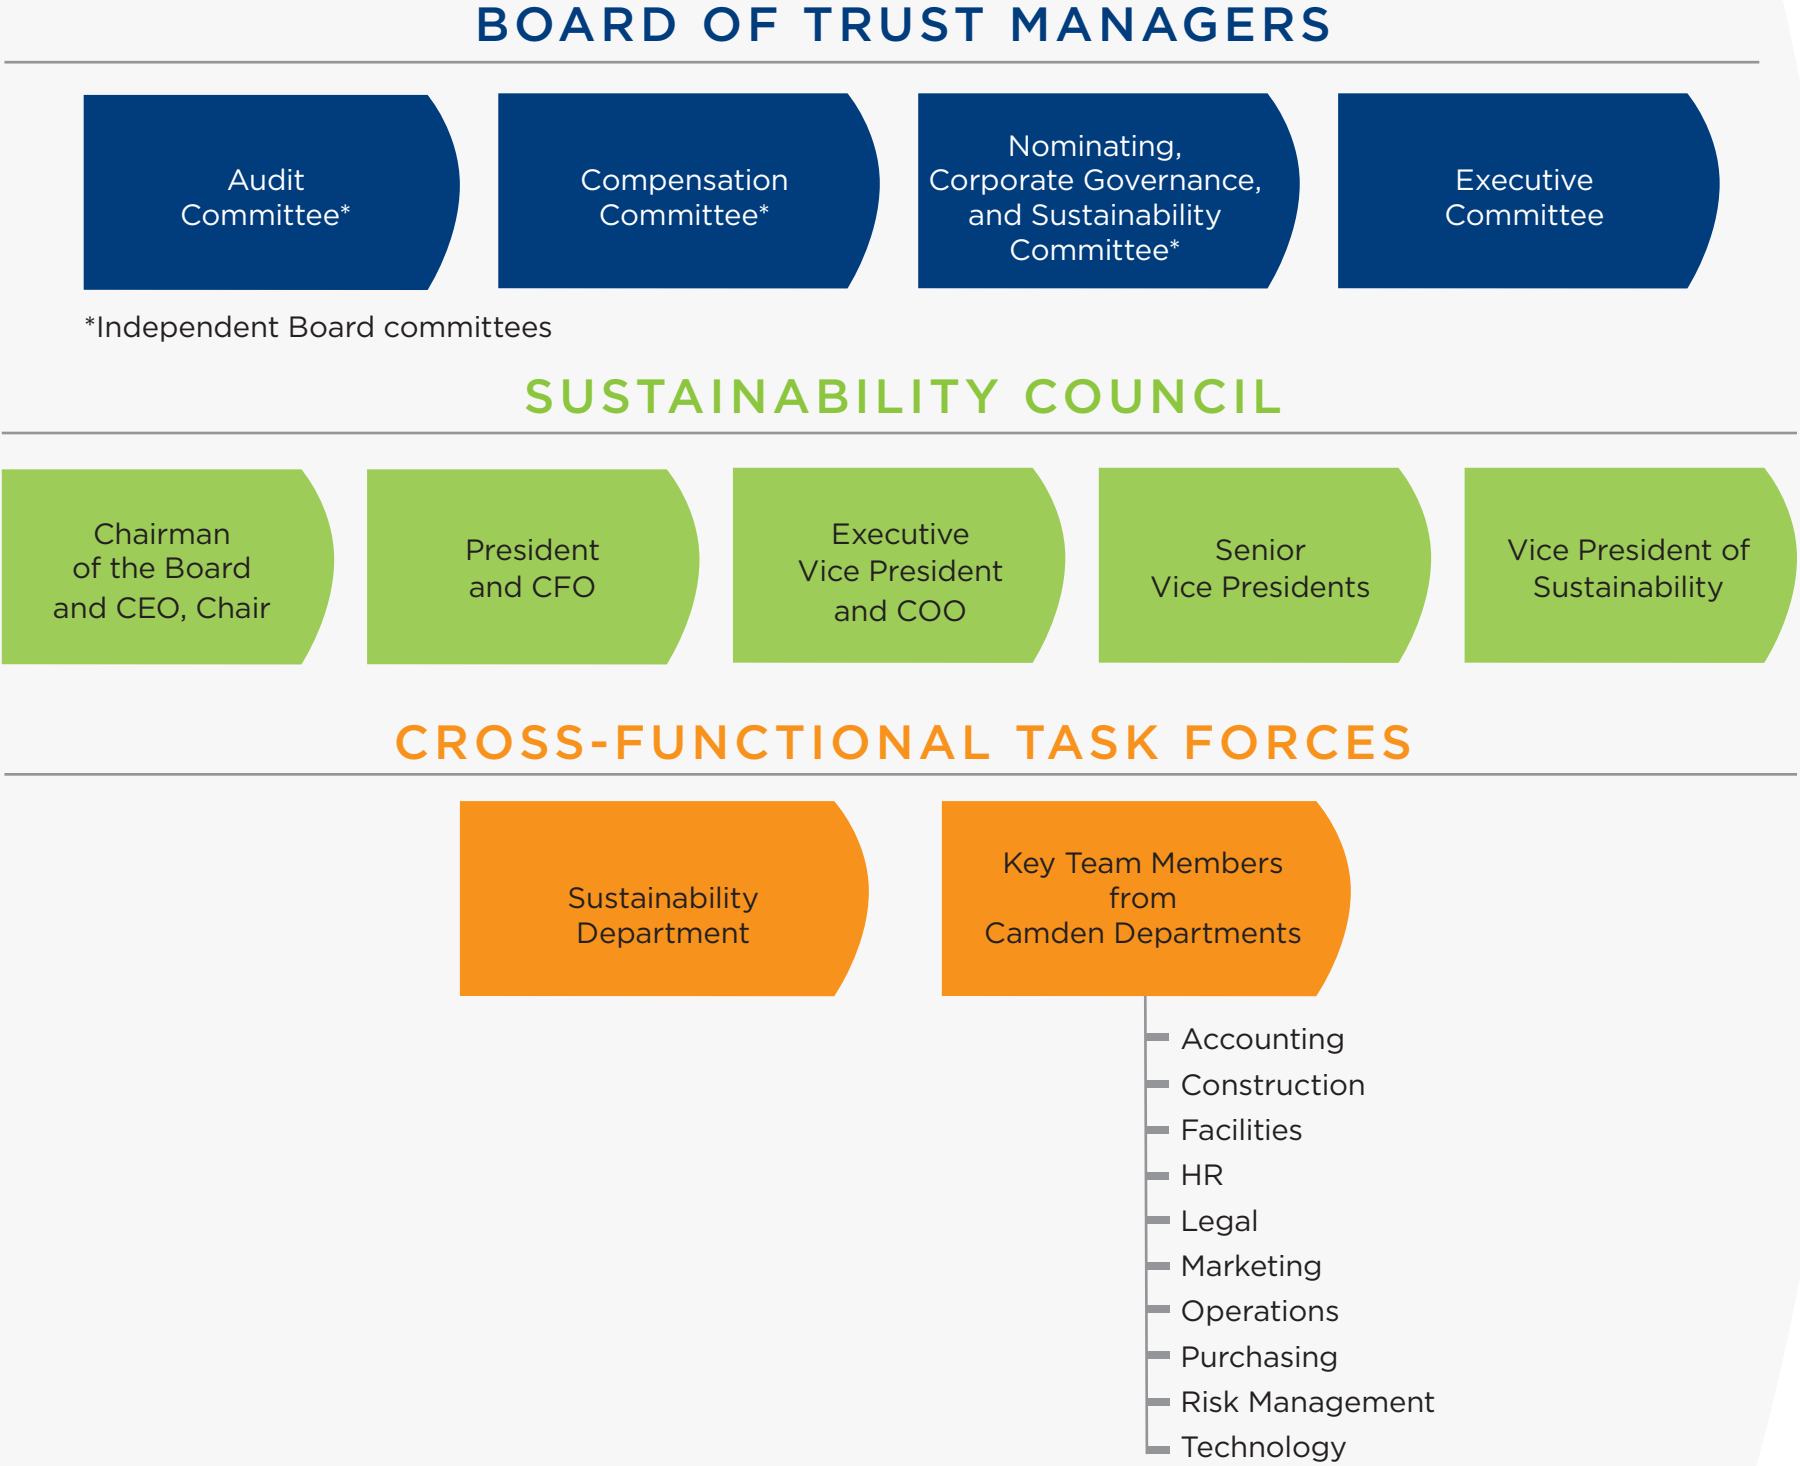 BOARD OF TRUST MANAGERS
Audit
Committee*
Compensation
Committee*
Nominating,
Corporate Governance,
and Sustainability
Committee*
Executive
Committee
*Independent Board committees
SUSTAINABILITY COUNCIL
Chairman
of the Board
and CEO, Chair
President
and CFO
Executive
Vice President
and COO
Senior
Vice Presidents
Vice President of
Sustainability
CROSS-FUNCTIONAL TASK FORCES
Sustainability
Department
Key Team Members
from
Camden Departments
Accounting
Construction
Facilities
HR
Legal
Marketing
Operations
Purchasing
Risk Management
Technology